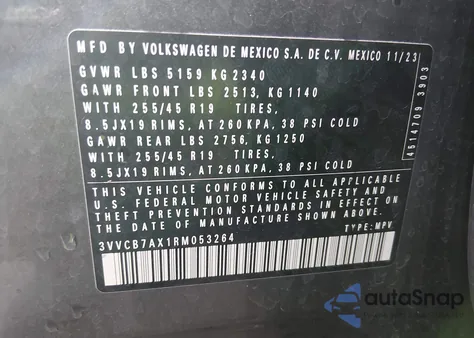 MFD BY VOLKSWAGEN DE MEXICO S.A. DE C.V. MEXICO 11/23
GVWR LBS 5159 KG 2340
GAWR FRONT LBS 2513, KG 1140
WITH 255/45 R19 TIRES,
8.5JX19 RIMS, AT 260 KPA, 38 PSI COLD
GAWR REAR LBS 2756, KG 1250
WITH 255/45 R19 TIRES,
8.5JX19 RIMS, AT 260 KPA, 38 PSI COLD
THIS VEHICLE CONFORMS TO ALL APPLICABLE
U.S. FEDERAL MOTOR VEHICLE SAFETY AND
THEFT PREVENTION STANDARDS IN EFFECT ON THE
DATE OF MANUFACTURE SHOWN ABOVE.
3VVCB7AX1RM053264
TYPE: MPV
4514709 3903
autoSnap